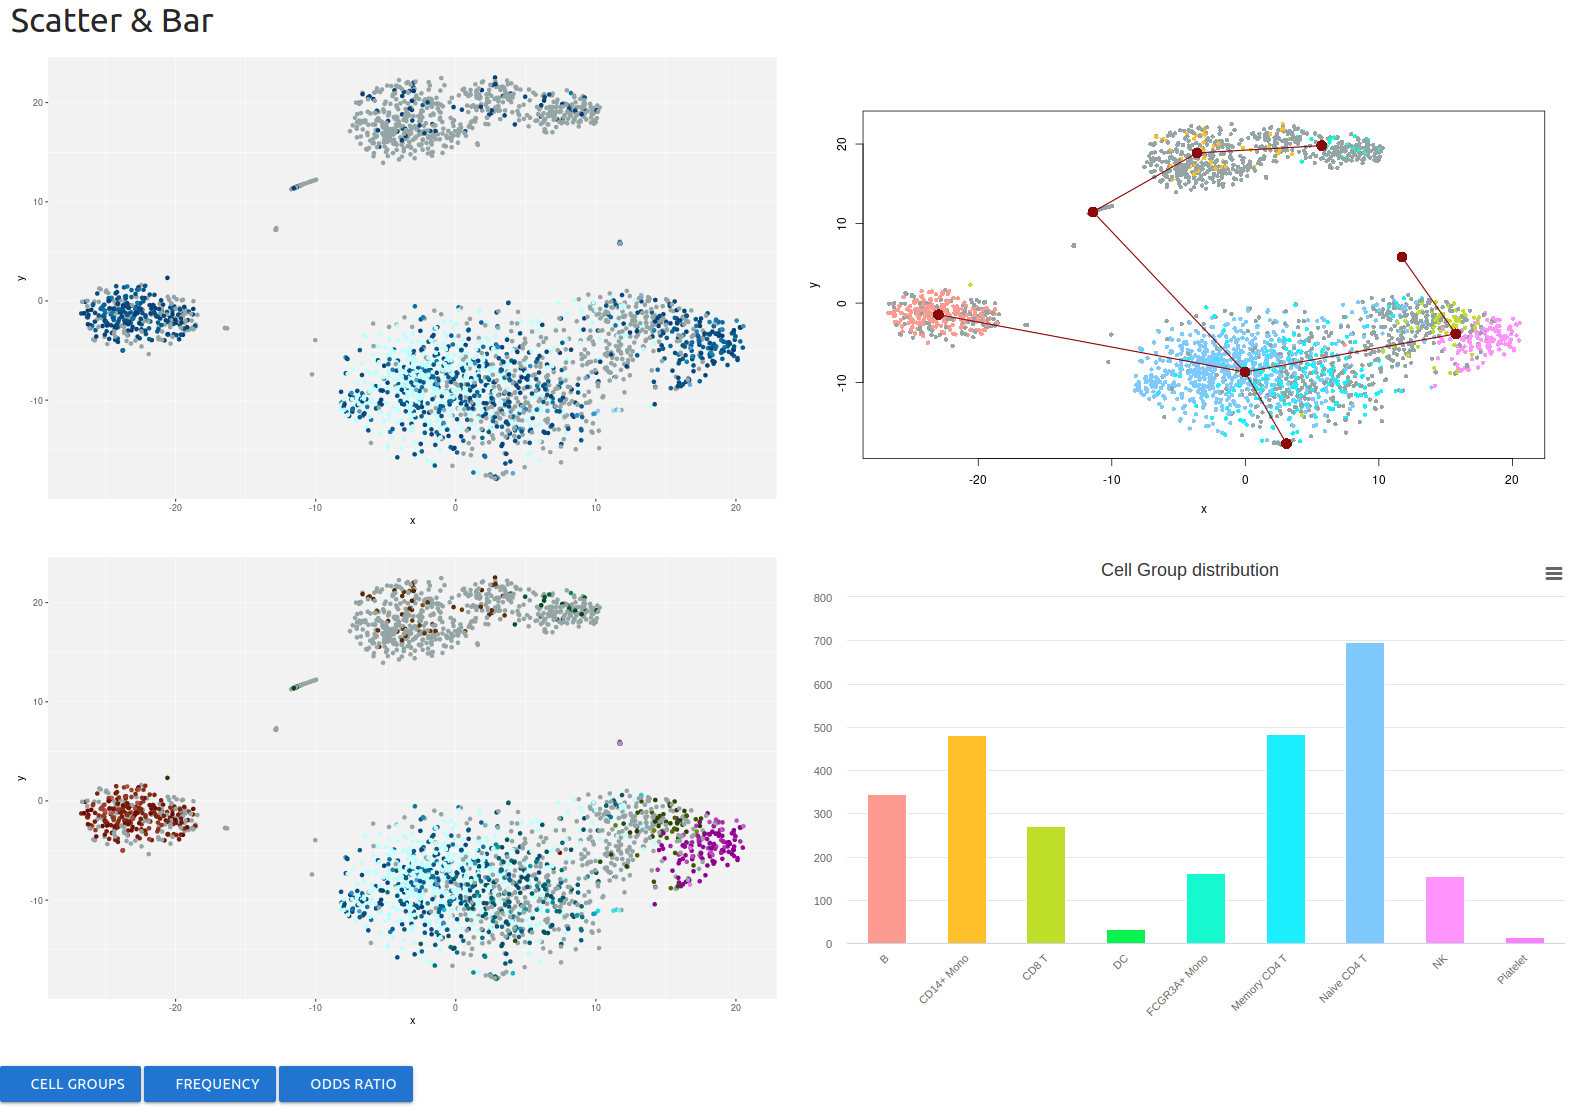 Scatter & Bar
20
10
0
-10
y
-20
-10
0
10
20
x
20
10
0
-10
y
-20
-10
0
10
20
x
20
10
0
-10
y
-20
-10
0
10
20
x
Cell Group distribution
800
700
600
500
400
300
200
100
0
B
CD14+ Mono
CD8 T
DC
FCGR3A+ Mono
Memory CD4 T
Naive CD4 T
NK
Platelet
CELL GROUPS
FREQUENCY
ODDS RATIO